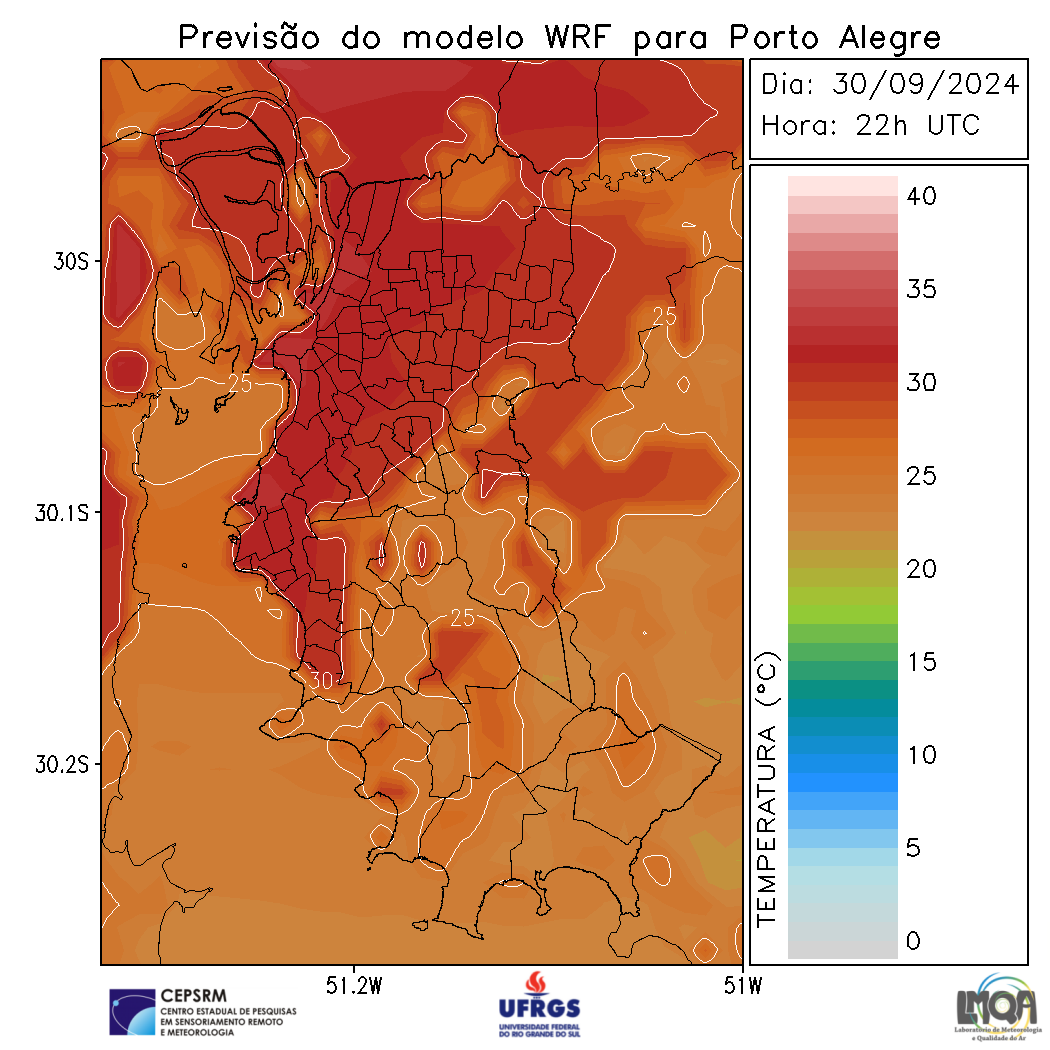 Previsão do modelo WRF para Porto Alegre
Dia: 30/09/2024
Hora: 22h UTC
40
35
30
25
20
15
10
5
0
TEMPERATURA (°C)
30S
30.1S
30.2S
51.2W
51W
25
25
25
30
CEPSRM
CENTRO ESTADUAL DE PESQUISAS
EM SENSORIAMENTO REMOTO
E METEOROLOGIA
UFRGS
UNIVERSIDADE FEDERAL
DO RIO GRANDE DO SUL
LMQA
Laboratório de Meteorologia
e Qualidade do Ar